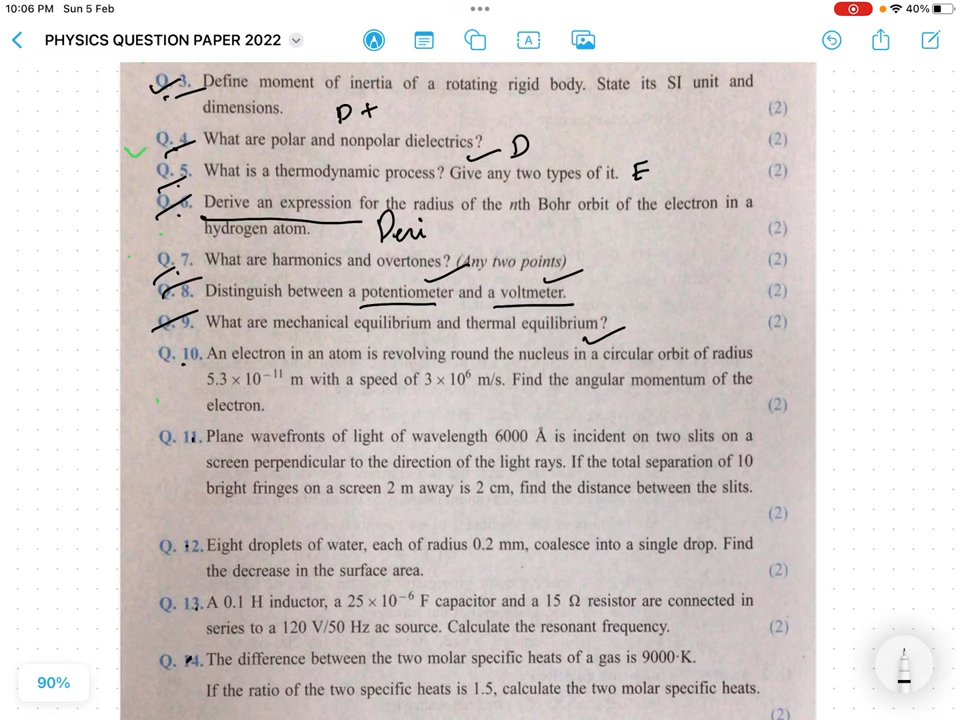 10:06 PM Sun 5 Feb
40%
PHYSICS QUESTION PAPER 2022
A
Q. 3. Define moment of inertia of a rotating rigid body. State its SI unit and
dimensions. (2)
D+
Q. 4. What are polar and nonpolar dielectrics? (2)
D
Q. 5. What is a thermodynamic process? Give any two types of it. (2)
E
Q. 6. Derive an expression for the radius of the nth Bohr orbit of the electron in a
hydrogen atom. (2)
Deri
Q. 7. What are harmonics and overtones? (Any two points) (2)
Q. 8. Distinguish between a potentiometer and a voltmeter. (2)
Q. 9. What are mechanical equilibrium and thermal equilibrium? (2)
Q. 10. An electron in an atom is revolving round the nucleus in a circular orbit of radius
5.3 × 10⁻¹¹ m with a speed of 3 × 10⁶ m/s. Find the angular momentum of the
electron. (2)
Q. 11. Plane wavefronts of light of wavelength 6000 Å is incident on two slits on a
screen perpendicular to the direction of the light rays. If the total separation of 10
bright fringes on a screen 2 m away is 2 cm, find the distance between the slits.
(2)
Q. 12. Eight droplets of water, each of radius 0.2 mm, coalesce into a single drop. Find
the decrease in the surface area. (2)
Q. 13. A 0.1 H inductor, a 25 × 10⁻⁶ F capacitor and a 15 Ω resistor are connected in
series to a 120 V/50 Hz ac source. Calculate the resonant frequency. (2)
Q. 14. The difference between the two molar specific heats of a gas is 9000·K.
If the ratio of the two specific heats is 1.5, calculate the two molar specific heats.
(2)
90%